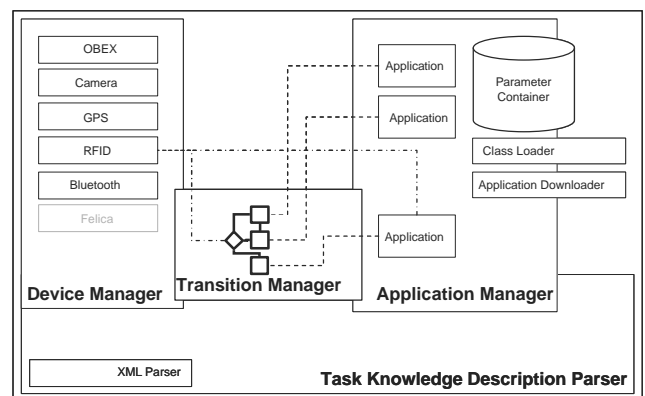 OBEX
Camera
GPS
RFID
Bluetooth
Felica
Device Manager
Transition Manager
Application
Application
Application
Parameter
Container
Class Loader
Application Downloader
Application Manager
XML Parser
Task Knowledge Description Parser